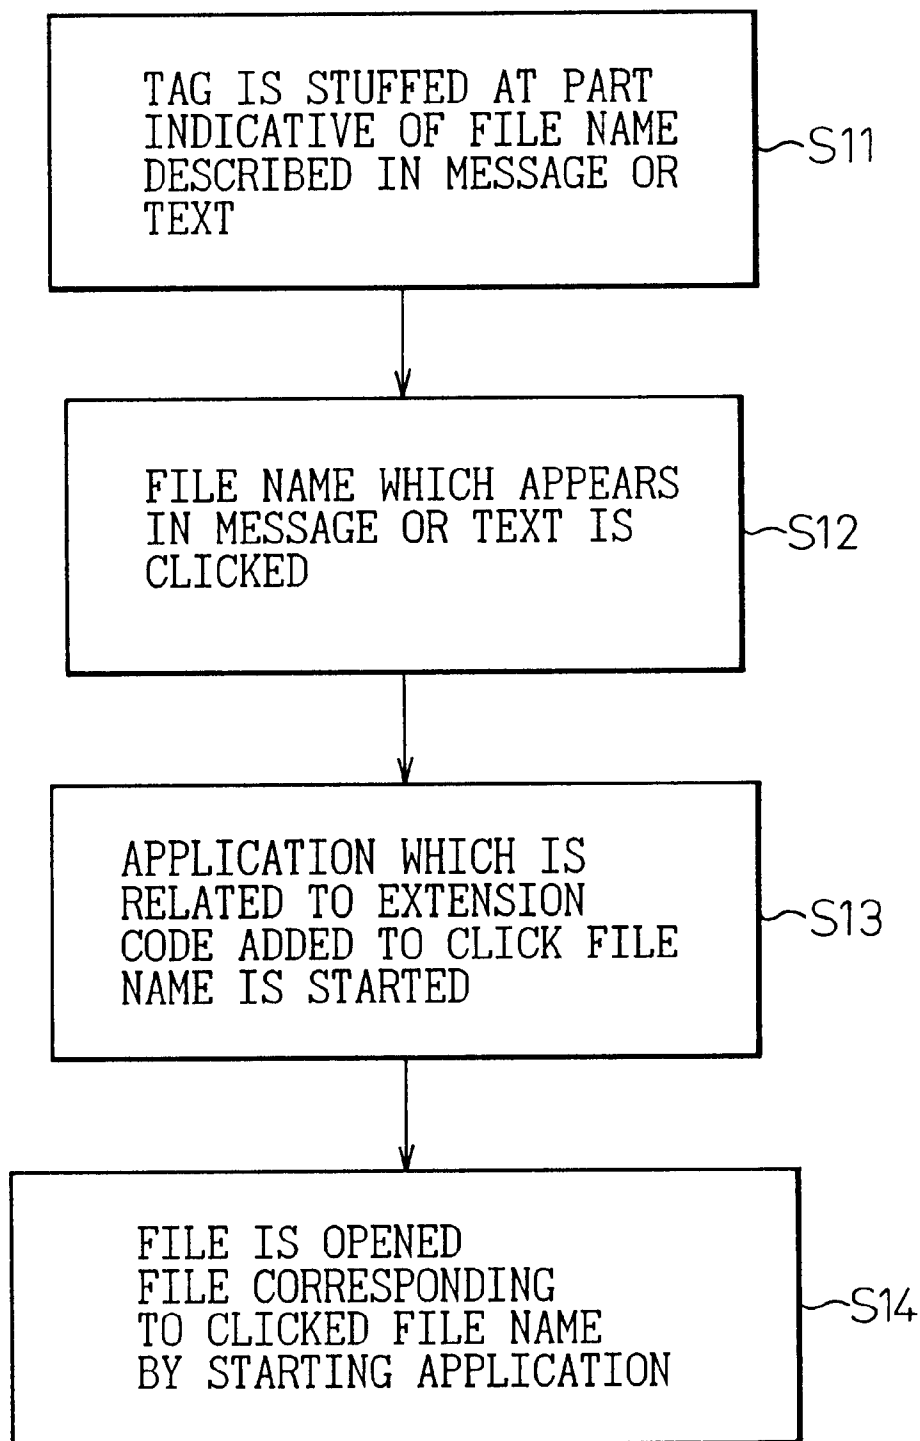 TAG IS STUFFED AT PART
INDICATIVE OF FILE NAME
DESCRIBED IN MESSAGE OR
TEXT
S11
FILE NAME WHICH APPEARS
IN MESSAGE OR TEXT IS
CLICKED
S12
APPLICATION WHICH IS
RELATED TO EXTENSION
CODE ADDED TO CLICK FILE
NAME IS STARTED
S13
FILE IS OPENED
FILE CORRESPONDING
TO CLICKED FILE NAME
BY STARTING APPLICATION
S14